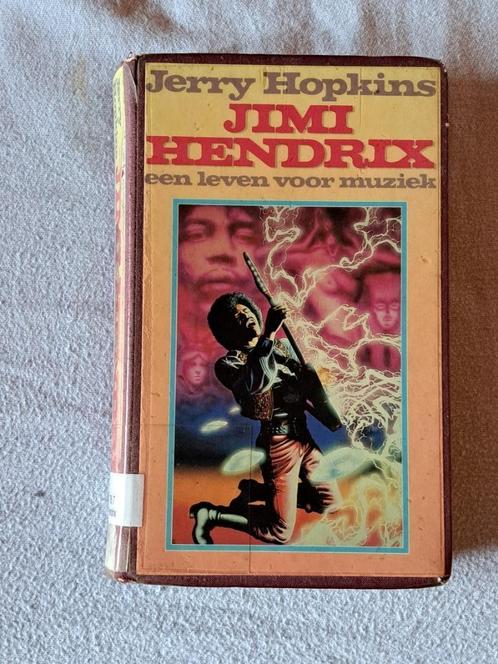 Jerry Hopkins
JIMI
HENDRIX
een leven voor muziek